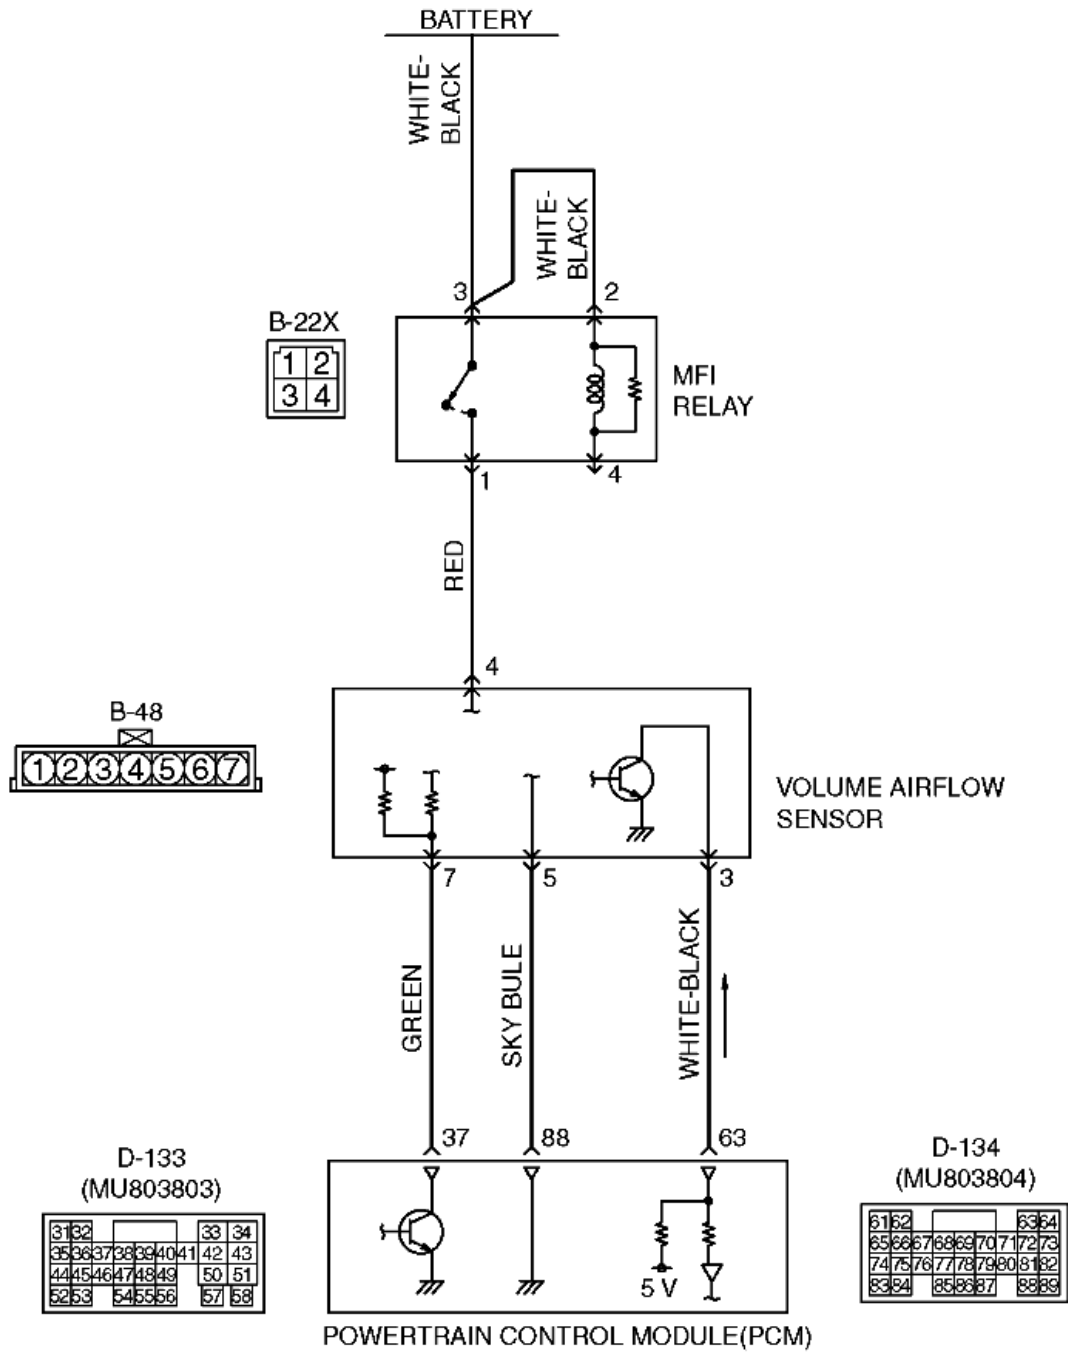 BATTERY
WHITE-
BLACK
WHITE-
BLACK
3
2
B-22X
1 2
3 4
MFI
RELAY
1
4
RED
4
B-48
1 2 3 4 5 6 7
VOLUME AIRFLOW
SENSOR
7
5
3
GREEN
SKY BULE
WHITE-BLACK
37
88
63
D-133
(MU803803)
31 32 33 34
35 36 37 38 39 40 41 42 43
44 45 46 47 48 49 50 51
52 53 54 55 56 57 58
5 V
D-134
(MU803804)
61 62 63 64
65 66 67 68 69 70 71 72 73
74 75 76 77 78 79 80 81 82
83 84 85 86 87 88 89
POWERTRAIN CONTROL MODULE(PCM)